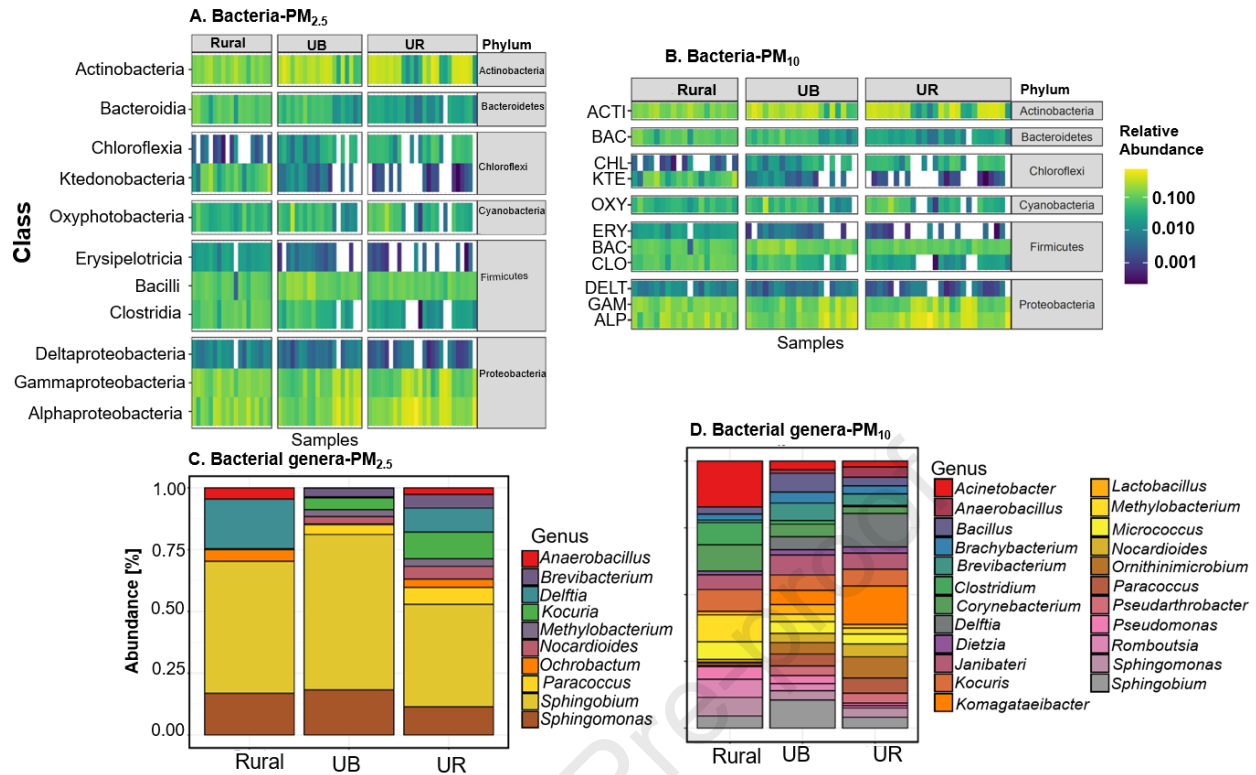 A. Bacteria-PM2.5
Rural UB UR Phylum
Actinobacteria Actinobacteria
Bacteroidia Bacteroidetes
Chloroflexia
Ktedonobacteria
Chloroflexi
Oxyphotobacteria Cyanobacteria
Erysipelotricia
Bacilli
Clostridia
Firmicutes
Deltaproteobacteria
Gammaproteobacteria
Alphaproteobacteria
Proteobacteria
Class
Samples
B. Bacteria-PM10
Rural UB UR Phylum
ACTI Actinobacteria
BAC Bacteroidetes
CHL
KTE
Chloroflexi
OXY Cyanobacteria
ERY
BAC
CLO
Firmicutes
DELT
GAM
ALP
Proteobacteria
Samples
Relative
Abundance
0.100
0.010
0.001
C. Bacterial genera-PM2.5
Abundance [%]
1.00
0.75
0.50
0.25
0.00
Rural UB UR
Genus
Anaerobacillus
Brevibacterium
Delftia
Kocuria
Methylobacterium
Nocardioides
Ochrobactum
Paracoccus
Sphingobium
Sphingomonas
D. Bacterial genera-PM10
Rural UB UR
Genus
Acinetobacter
Anaerobacillus
Bacillus
Brachybacterium
Brevibacterium
Clostridium
Corynebacterium
Delftia
Dietzia
Janibateri
Kocuris
Komagataeibacter
Lactobacillus
Methylobacterium
Micrococcus
Nocardioides
Ornithinimicrobium
Paracoccus
Pseudarthrobacter
Pseudomonas
Romboutsia
Sphingomonas
Sphingobium
Pre-proof